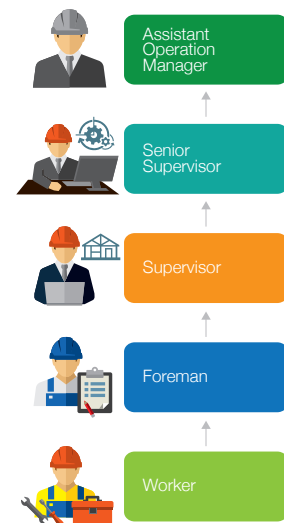 Assistant
Operation
Manager
Senior
Supervisor
Supervisor
Foreman
Worker